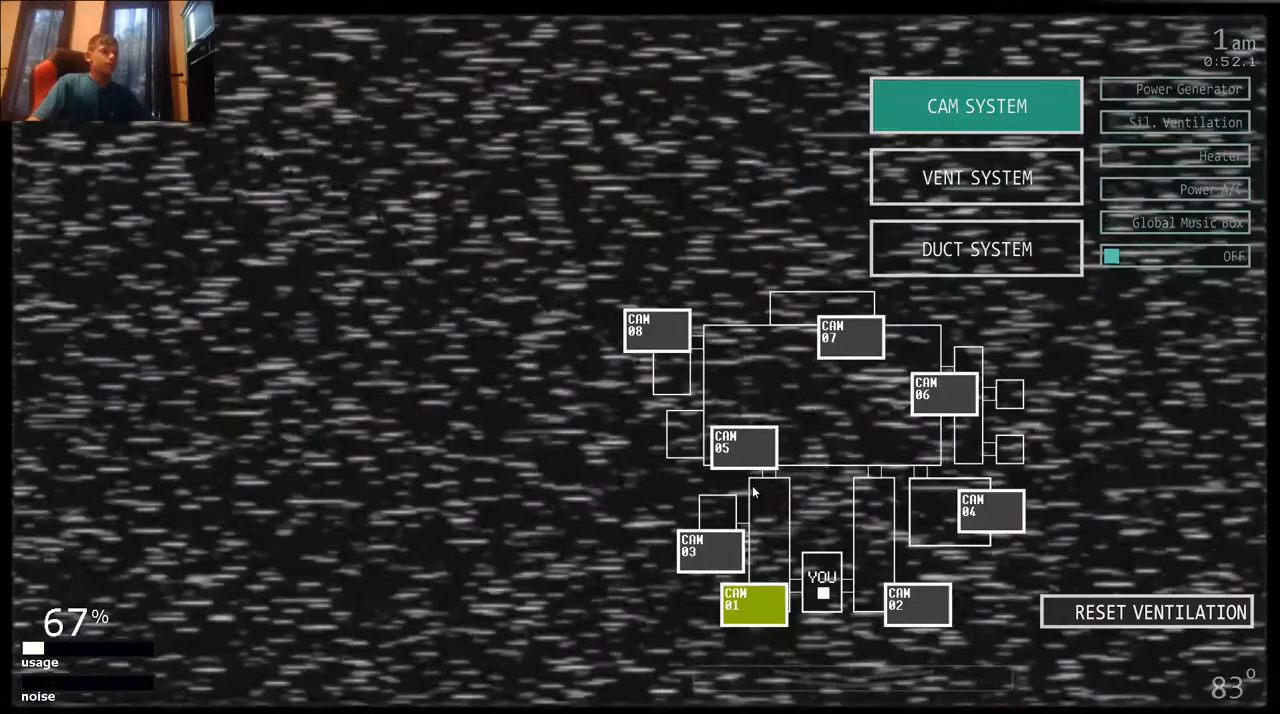 1 am
0:52.1
CAM SYSTEM
Power Generator
Sil. Ventilation
VENT SYSTEM
Heater
Power A/C
DUCT SYSTEM
Global Music Box
OFF
CAM
08
CAM
07
CAM
06
CAM
05
CAM
04
CAM
03
YOU
CAM
01
CAM
02
RESET VENTILATION
67%
usage
noise
83°